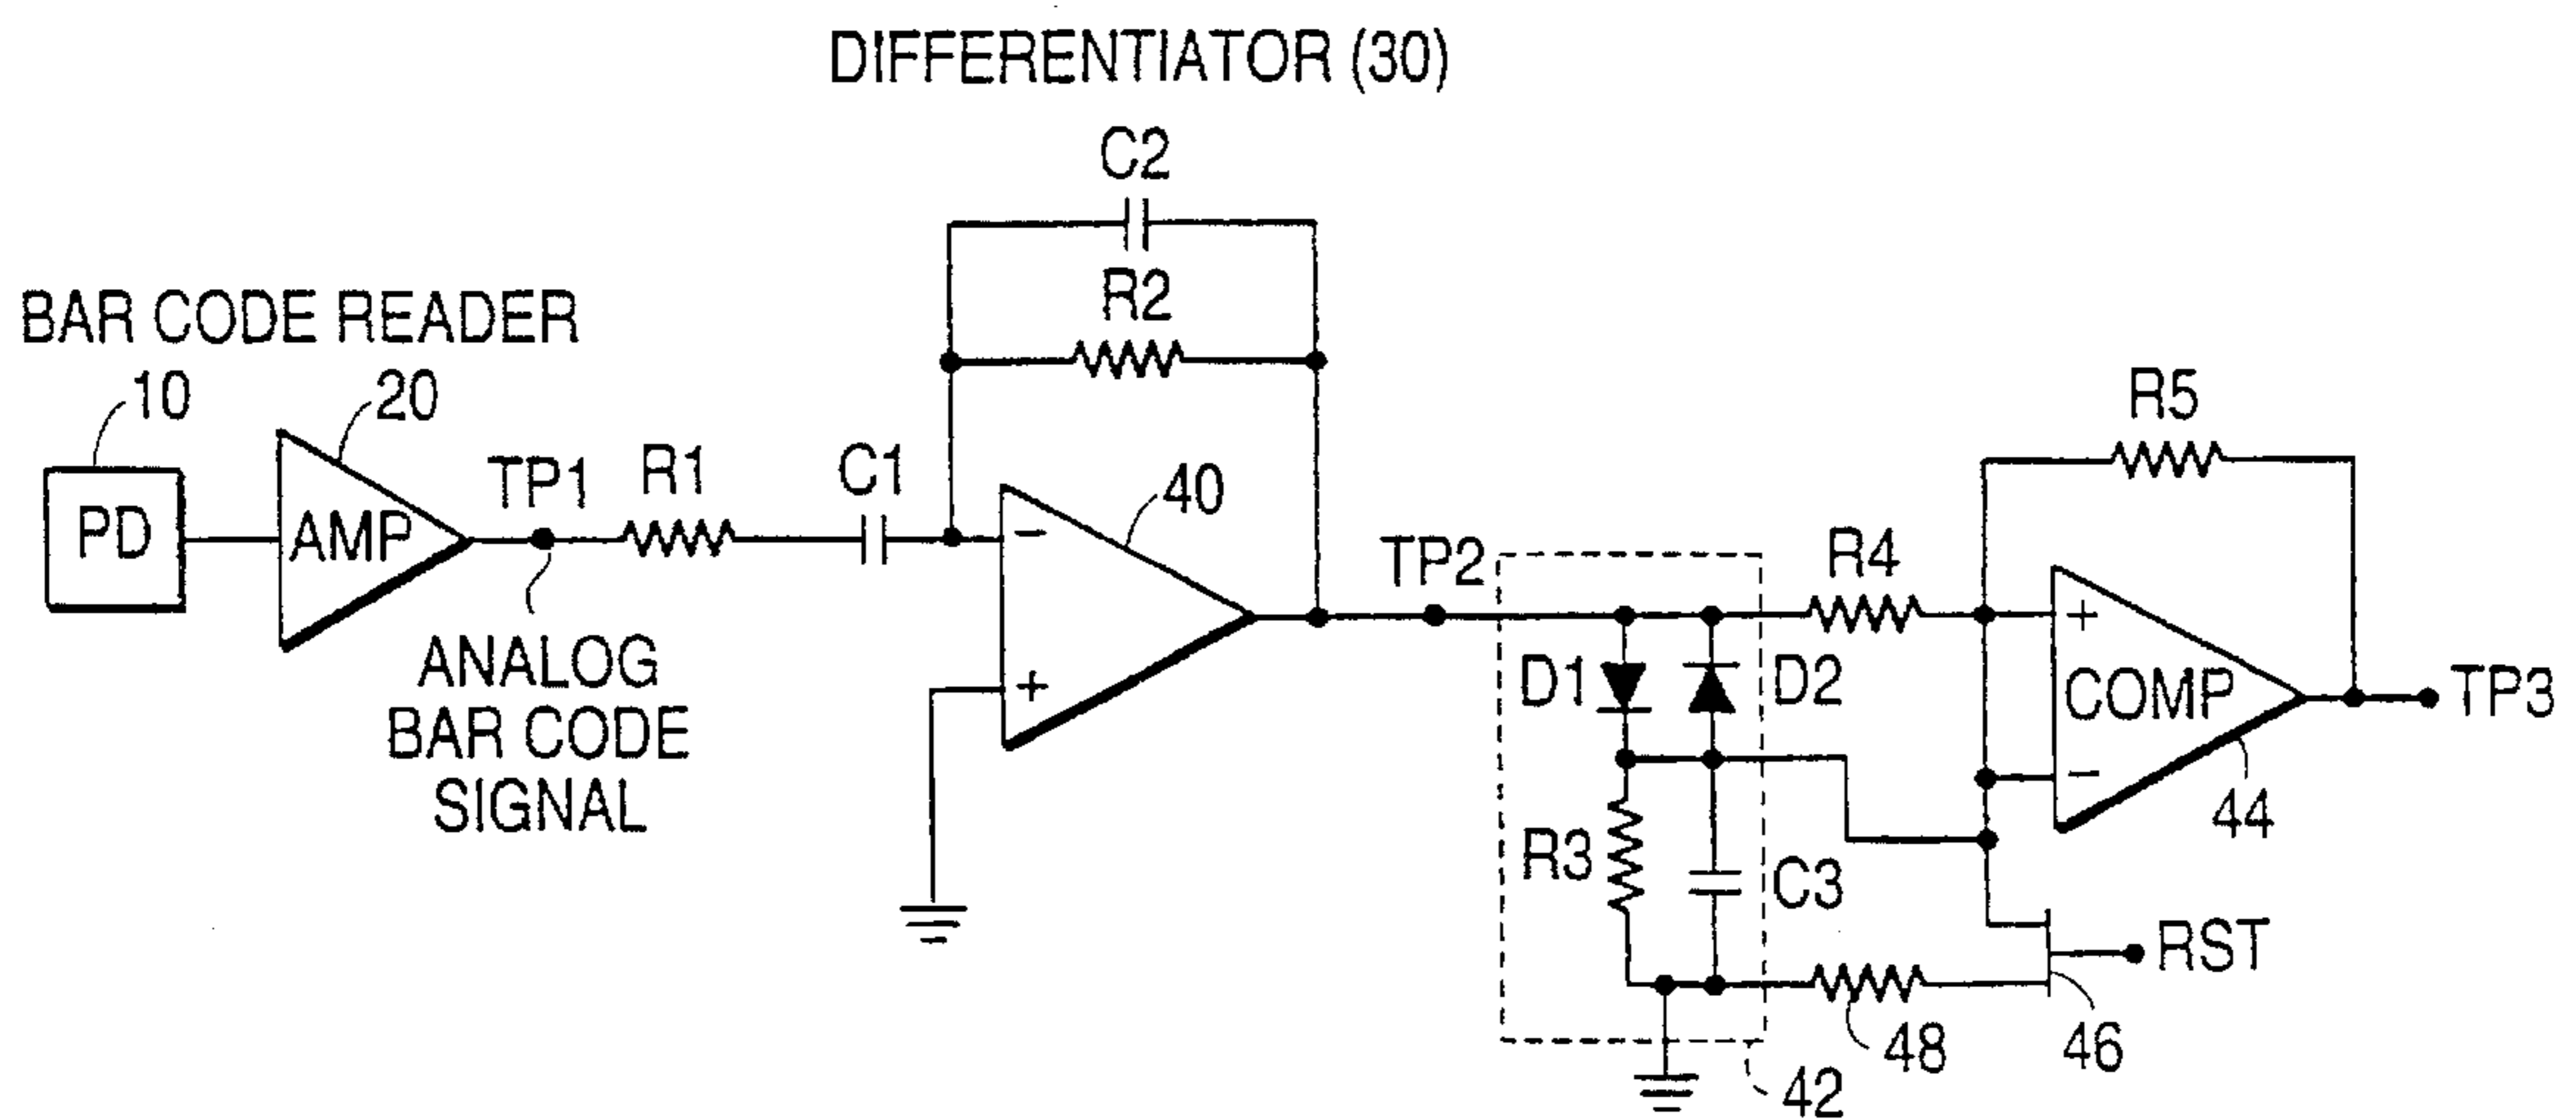 DIFFERENTIATOR (30)
C2
R2
BAR CODE READER
10
20
PD
AMP
TP1
R1
C1
40
−
+
ANALOG
BAR CODE
SIGNAL
TP2
R4
R5
D1
D2
R3
C3
+
COMP
−
TP3
44
RST
48
46
42